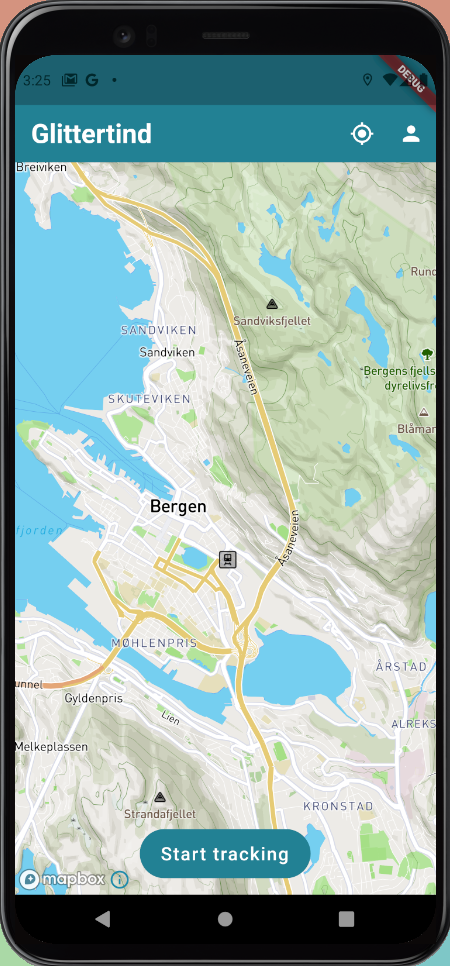 3:25
G
DEBUG
Glittertind
Breiviken
Rund
Sandviksfjellet
SANDVIKEN
Åsaneveien
Sandviken
"Bergens fjells
dyrelivsfr
SKUTEVIKEN
Blåman
Bergen
fjorden
Åsaneveien
MØHLENPRIS
ÅRSTAD
unnel
Gyldenpris
Lien
ALREKS
Melkeplassen
KRONSTAD
Strandafjellet
Start tracking
mapbox